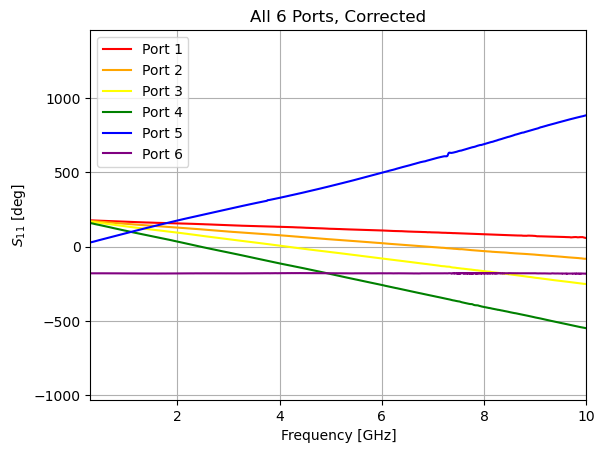 All 6 Ports, Corrected
Port 1
Port 2
Port 3
Port 4
Port 5
Port 6
1000
500
0
−500
−1000
S11 [deg]
2 4 6 8 10
Frequency [GHz]